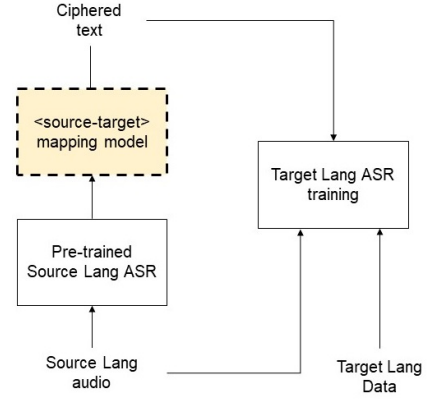 Ciphered
text
<source-target>
mapping model
Target Lang ASR
training
Pre-trained
Source Lang ASR
Source Lang
audio
Target Lang
Data